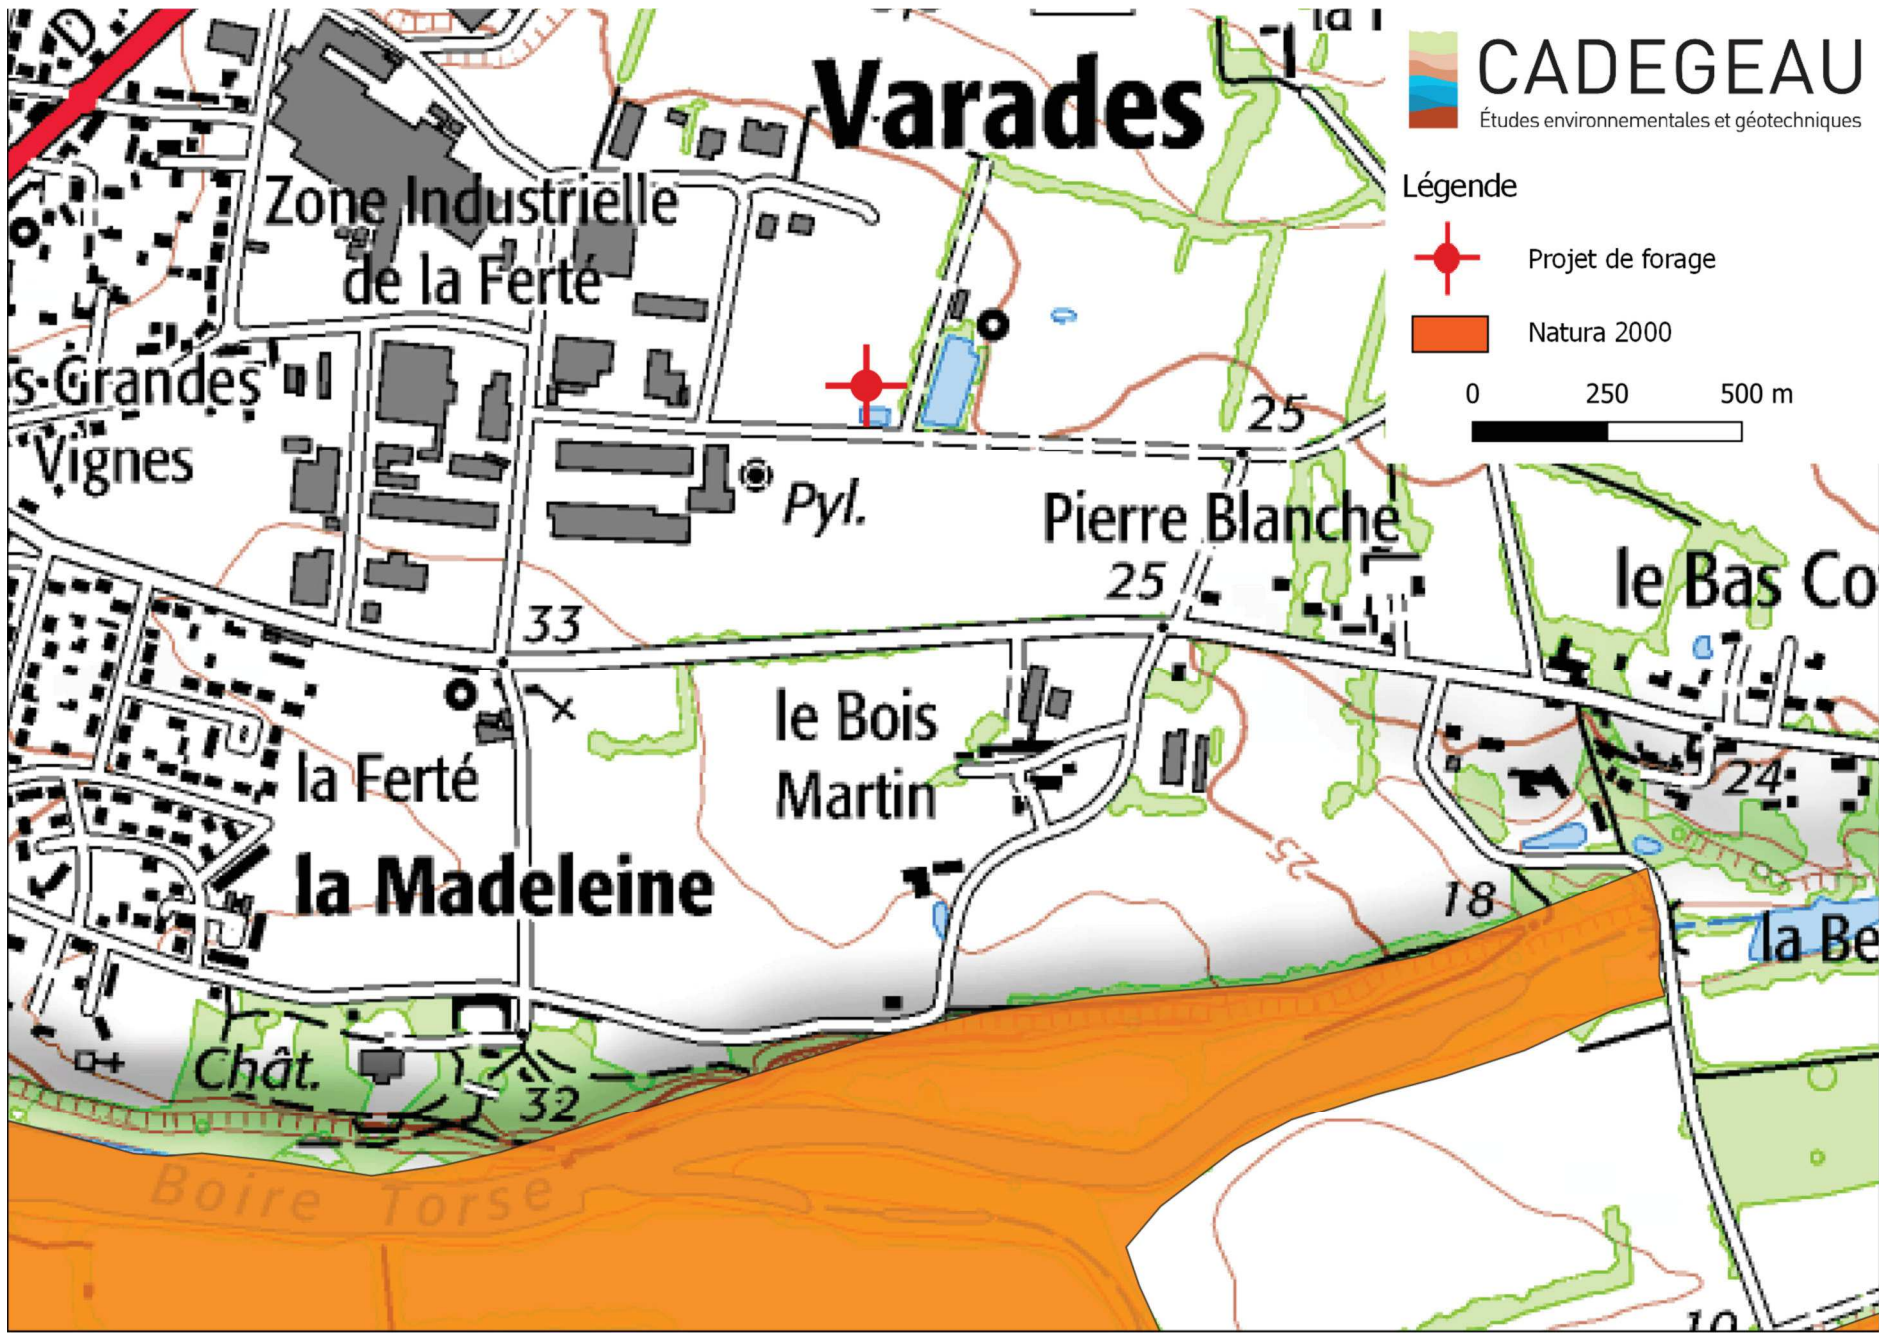 D
Varades
CADEGEAU
Études environnementales et géotechniques
Légende
Projet de forage
Natura 2000
0 250 500 m
Zone Industrielle
de la Ferté
s Grandes
Vignes
25
Pyl.
Pierre Blanche
25
le Bas Co
33
le Bois
Martin
la Ferté
24
la Madeleine
25
18
la Be
Chât.
32
Boire Torse
10